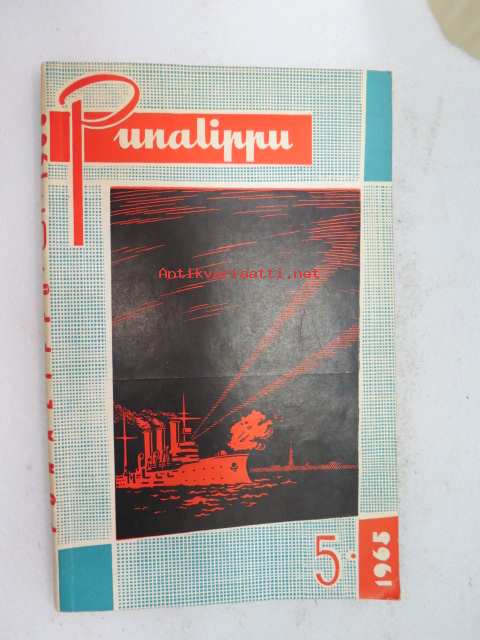 Punalippu
Antikvariaatti.net
5.
1965